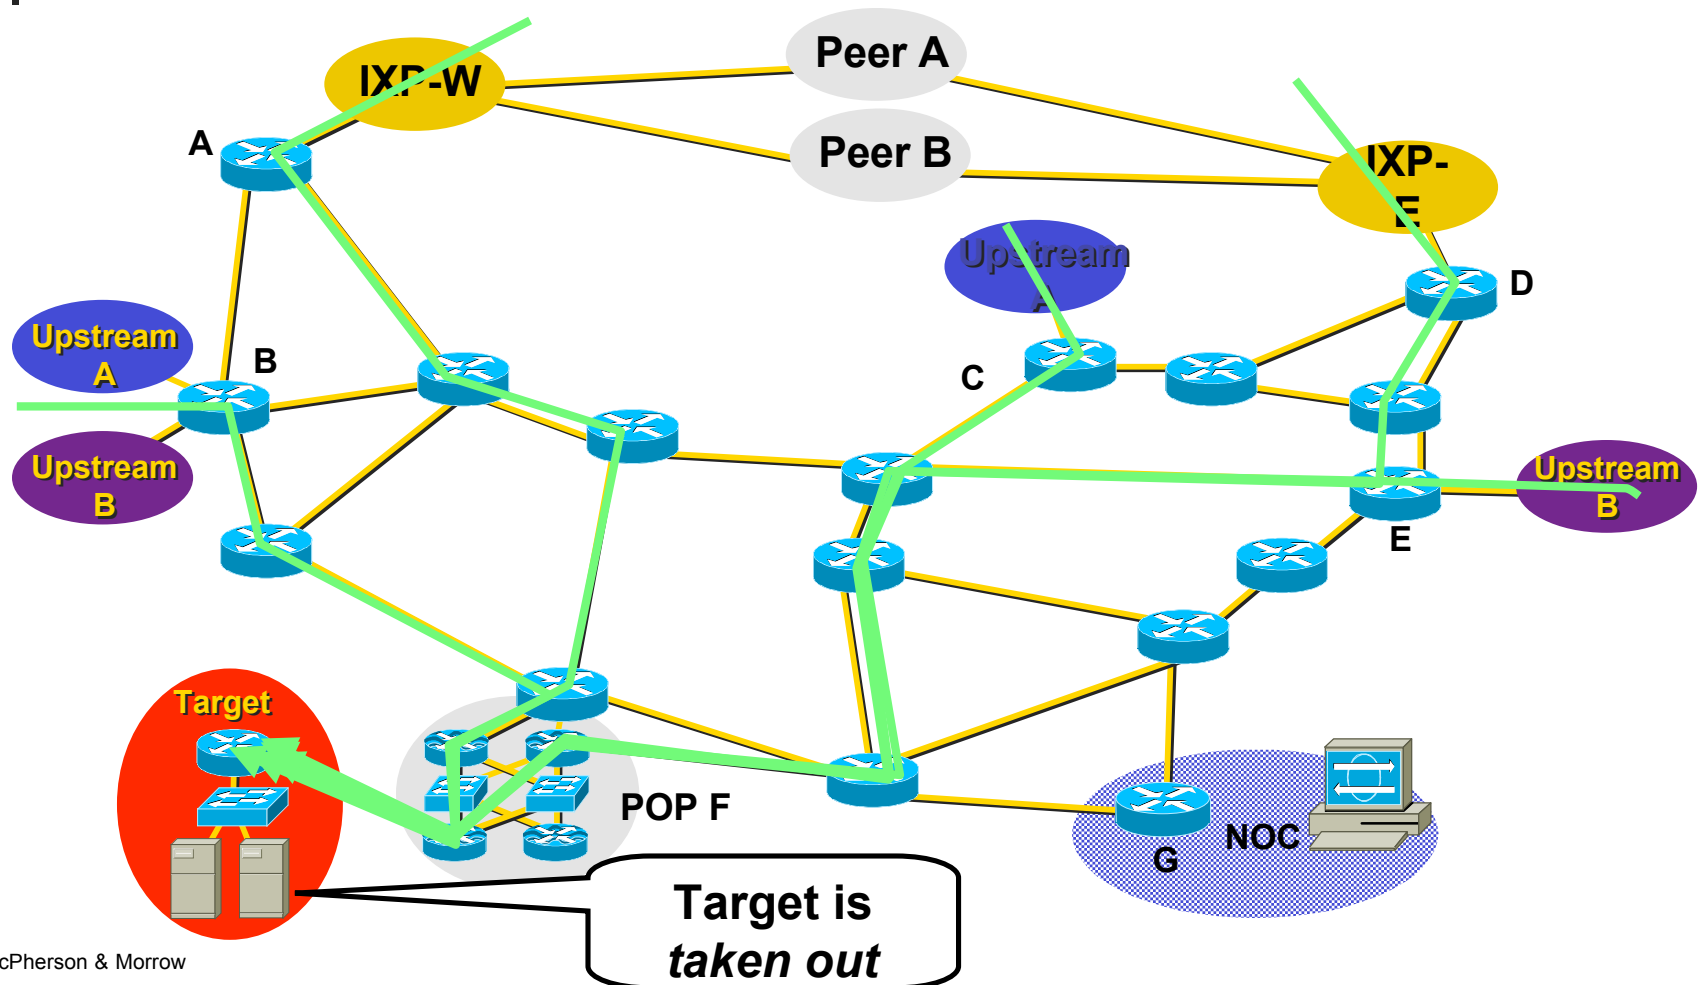 IXP-W
Peer A
A
Peer B
IXP-
E
Upstream
A
D
Upstream
A
B
C
Upstream
B
Upstream
B
E
Target
POP F
NOC
G
Target is
taken out
cPherson & Morrow